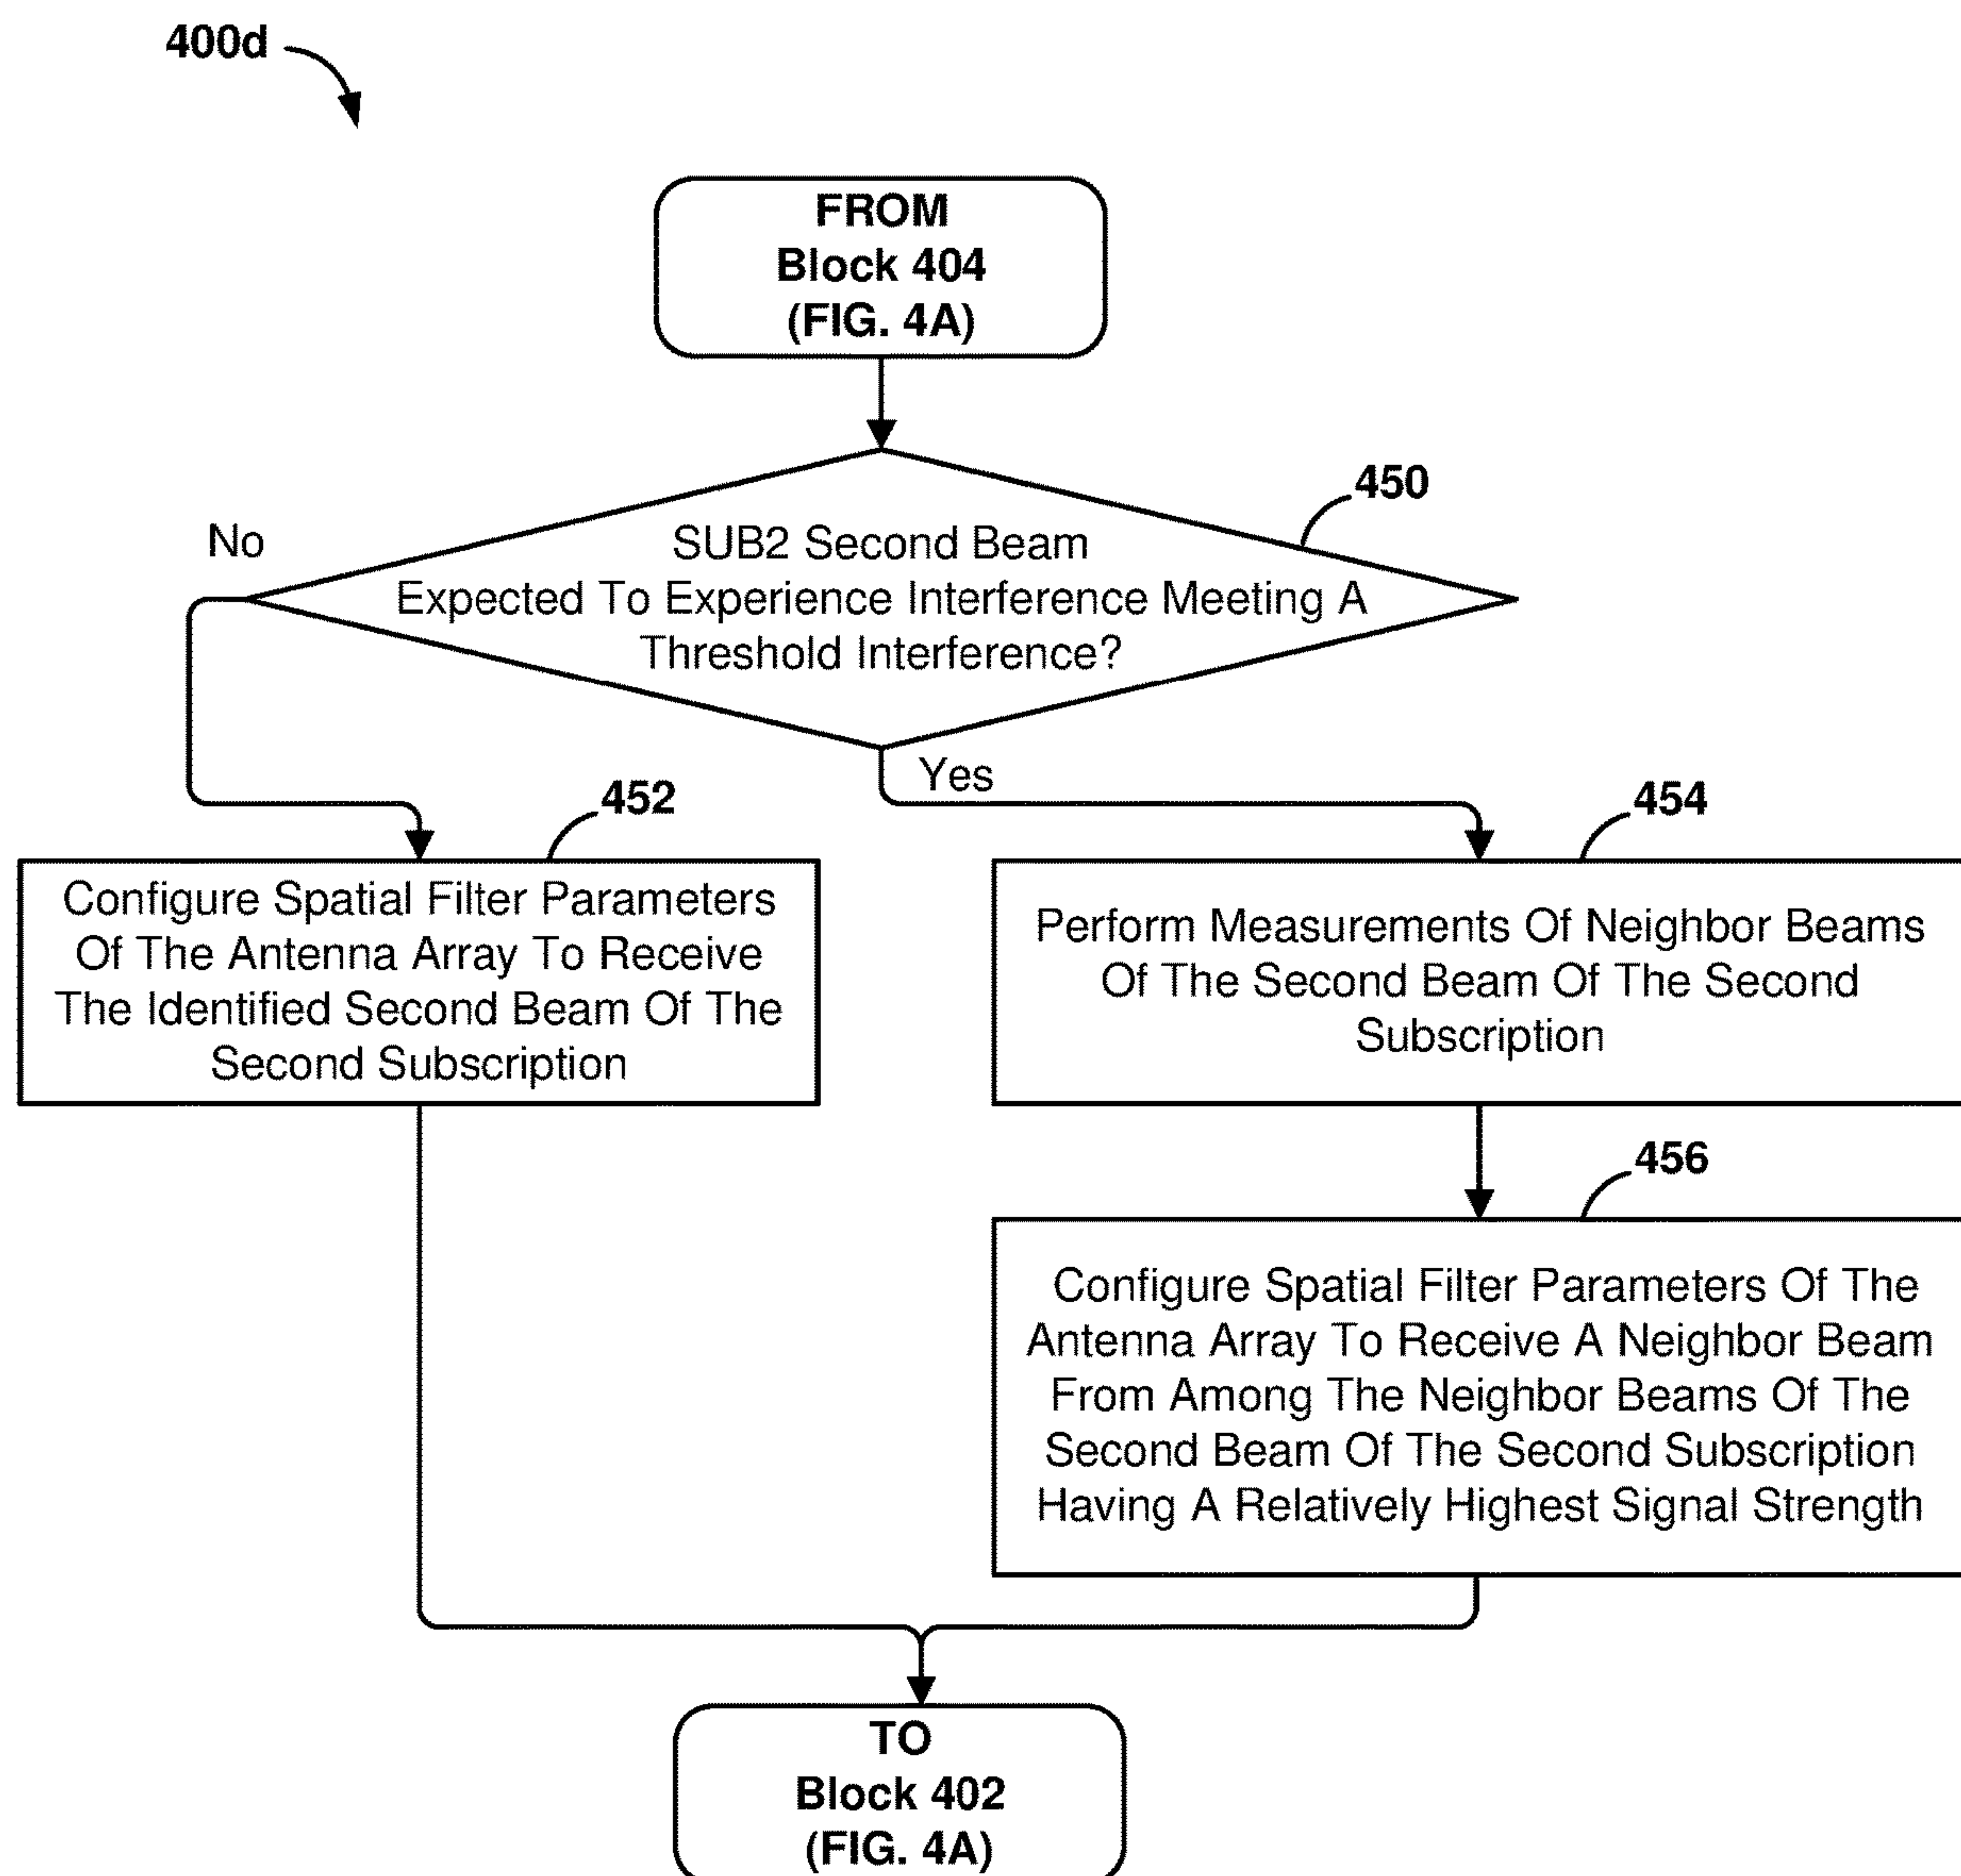 400d
FROM
Block 404
(FIG. 4A)
450
No
SUB2 Second Beam
Expected To Experience Interference Meeting A
Threshold Interference?
Yes
452
454
Configure Spatial Filter Parameters
Of The Antenna Array To Receive
The Identified Second Beam Of The
Second Subscription
Perform Measurements Of Neighbor Beams
Of The Second Beam Of The Second
Subscription
456
Configure Spatial Filter Parameters Of The
Antenna Array To Receive A Neighbor Beam
From Among The Neighbor Beams Of The
Second Beam Of The Second Subscription
Having A Relatively Highest Signal Strength
TO
Block 402
(FIG. 4A)